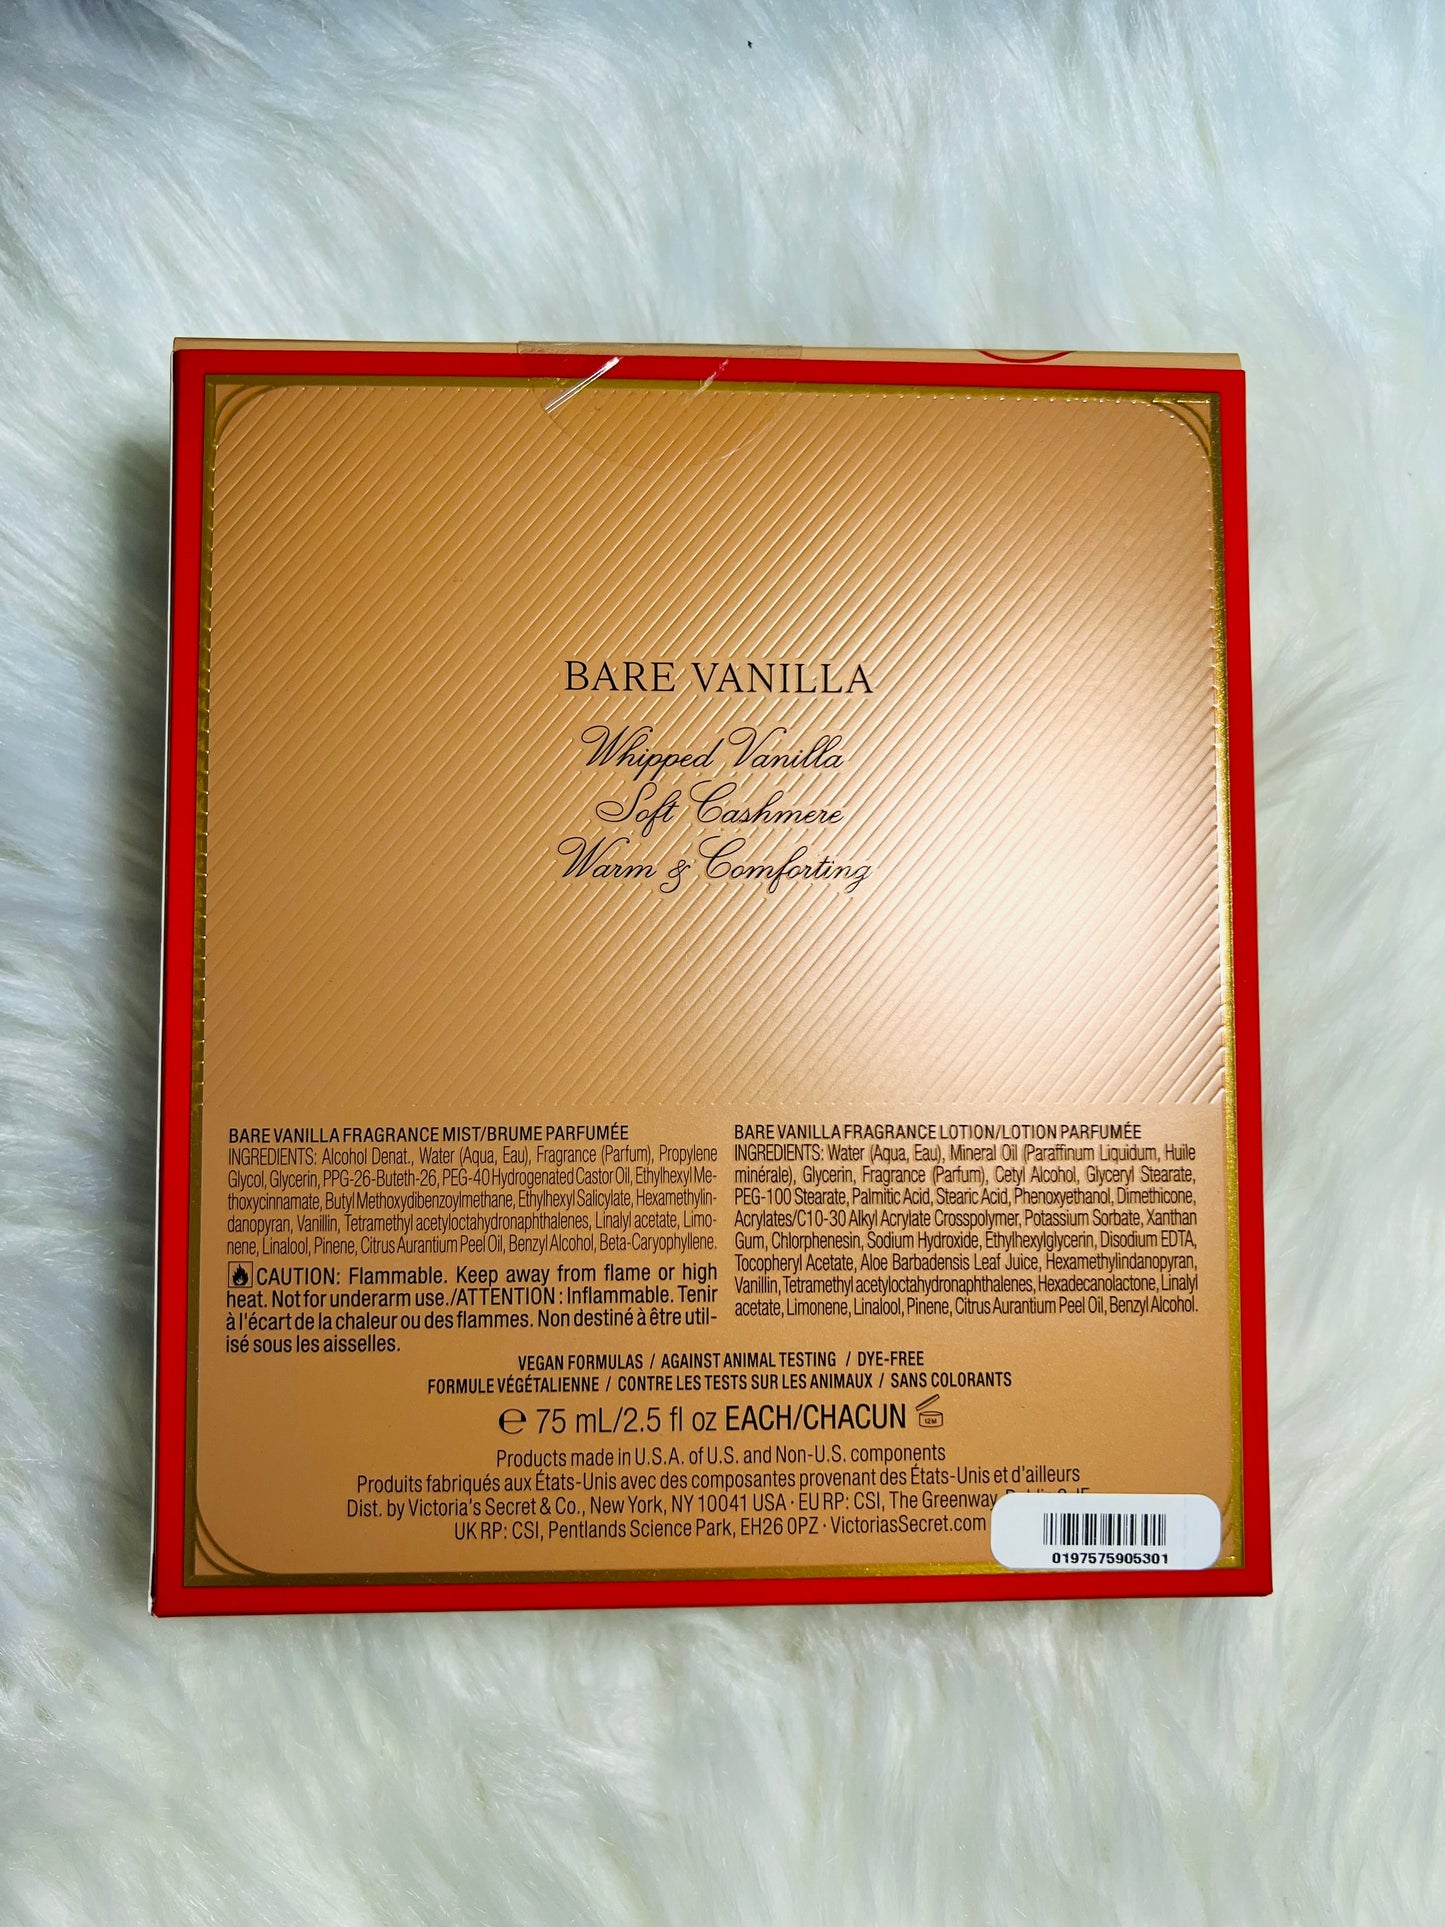 BARE VANILLA
Whipped Vanilla
Soft Cashmere
Warm & Comforting
BARE VANILLA FRAGRANCE MIST/BRUME PARFUMÉE
INGREDIENTS: Alcohol Denat., Water (Aqua, Eau), Fragrance (Parfum), Propylene
Glycol, Glycerin, PPG-26-Buteth-26, PEG-40 Hydrogenated Castor Oil, Ethylhexyl Me-
thoxycinnamate, Butyl Methoxydibenzoylmethane, Ethylhexyl Salicylate, Hexamethylin-
danopyran, Vanillin, Tetramethyl acetyloctahydronaphthalenes, Linalyl acetate, Limo-
nene, Linalool, Pinene, Citrus Aurantium Peel Oil, Benzyl Alcohol, Beta-Caryophyllene.
CAUTION: Flammable. Keep away from flame or high
heat. Not for underarm use./ATTENTION : Inflammable. Tenir
à l'écart de la chaleur ou des flammes. Non destiné à être util-
isé sous les aisselles.
BARE VANILLA FRAGRANCE LOTION/LOTION PARFUMÉE
INGREDIENTS: Water (Aqua, Eau), Mineral Oil (Paraffinum Liquidum, Huile
minérale), Glycerin, Fragrance (Parfum), Cetyl Alcohol, Glyceryl Stearate,
PEG-100 Stearate, Palmitic Acid, Stearic Acid, Phenoxyethanol, Dimethicone,
Acrylates/C10-30 Alkyl Acrylate Crosspolymer, Potassium Sorbate, Xanthan
Gum, Chlorphenesin, Sodium Hydroxide, Ethylhexylglycerin, Disodium EDTA,
Tocopheryl Acetate, Aloe Barbadensis Leaf Juice, Hexamethylindanopyran,
Vanillin, Tetramethyl acetyloctahydronaphthalenes, Hexadecanolactone, Linalyl
acetate, Limonene, Linalool, Pinene, Citrus Aurantium Peel Oil, Benzyl Alcohol.
VEGAN FORMULAS / AGAINST ANIMAL TESTING / DYE-FREE
FORMULE VÉGÉTALIENNE / CONTRE LES TESTS SUR LES ANIMAUX / SANS COLORANTS
℮ 75 mL/2.5 fl oz EACH/CHACUN 12M
Products made in U.S.A. of U.S. and Non-U.S. components
Produits fabriqués aux États-Unis avec des composantes provenant des États-Unis et d'ailleurs
Dist. by Victoria's Secret & Co., New York, NY 10041 USA · EU RP: CSI, The Greenway,
UK RP: CSI, Pentlands Science Park, EH26 0PZ · VictoriasSecret.com
0197575905301